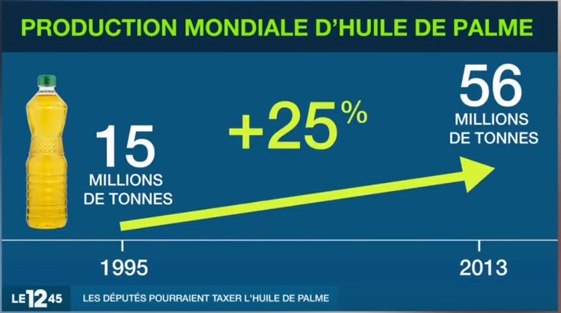 PRODUCTION MONDIALE D'HUILE DE PALME
15
MILLIONS
DE TONNES
+25%
56
MILLIONS
DE TONNES
1995
2013
LE 12 45
LES DÉPUTÉS POURRAIENT TAXER L'HUILE DE PALME